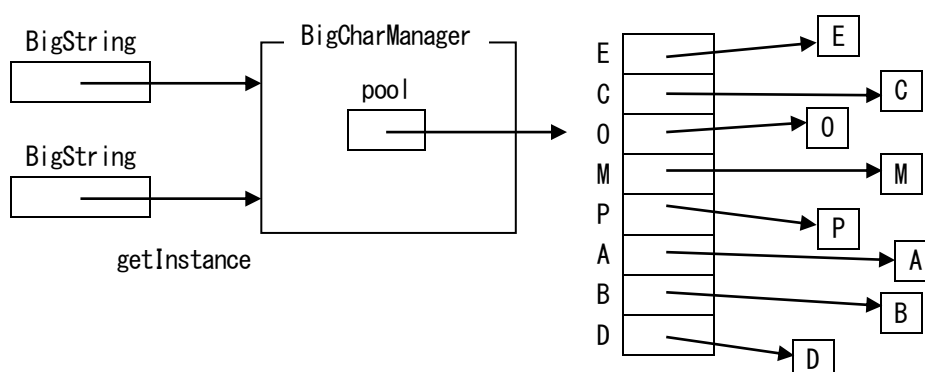 BigString
BigString
getInstance
BigCharManager
pool
E
C
O
M
P
A
B
D
E
C
O
M
P
A
B
D